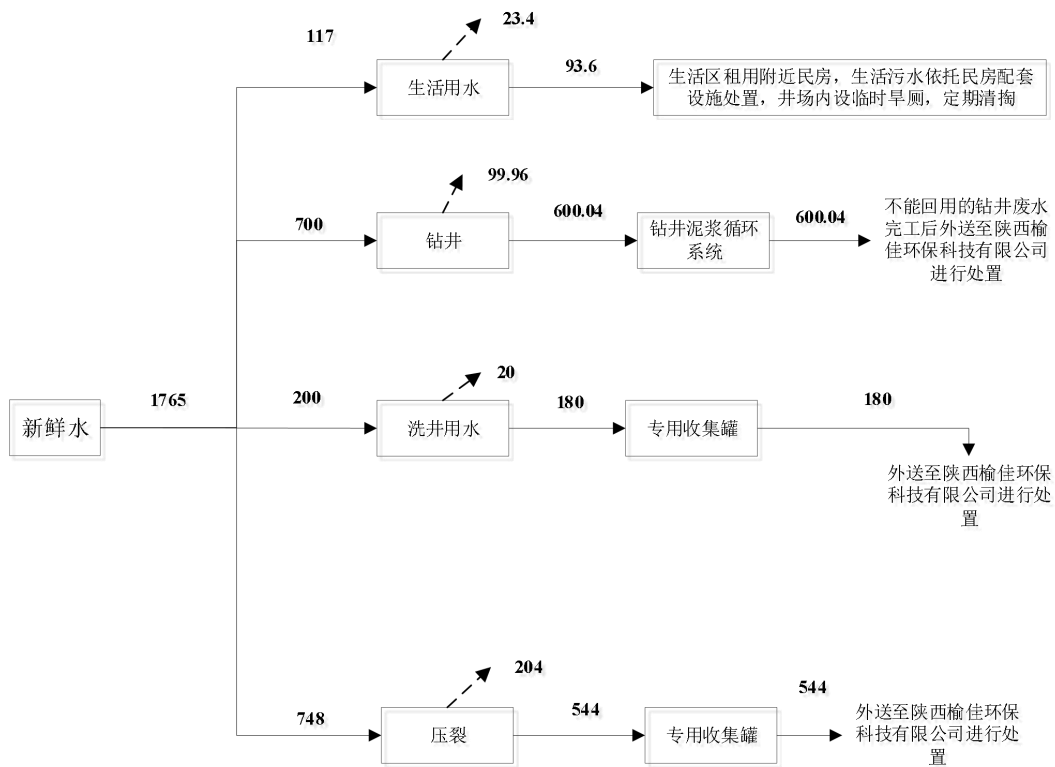 117
23.4
生活用水
93.6
生活区租用附近民房，生活污水依托民房配套
设施处置，井场内设临时旱厕，定期清掏
700
99.96
钻井
600.04
钻井泥浆循环
系统
600.04
不能回用的钻井废水
完工后外送至陕西榆
佳环保科技有限公司
进行处置
新鲜水
1765
200
20
洗井用水
180
专用收集罐
180
外送至陕西榆佳环保
科技有限公司进行处
置
748
204
压裂
544
专用收集罐
544
外送至陕西榆佳环保
科技有限公司进行处
置